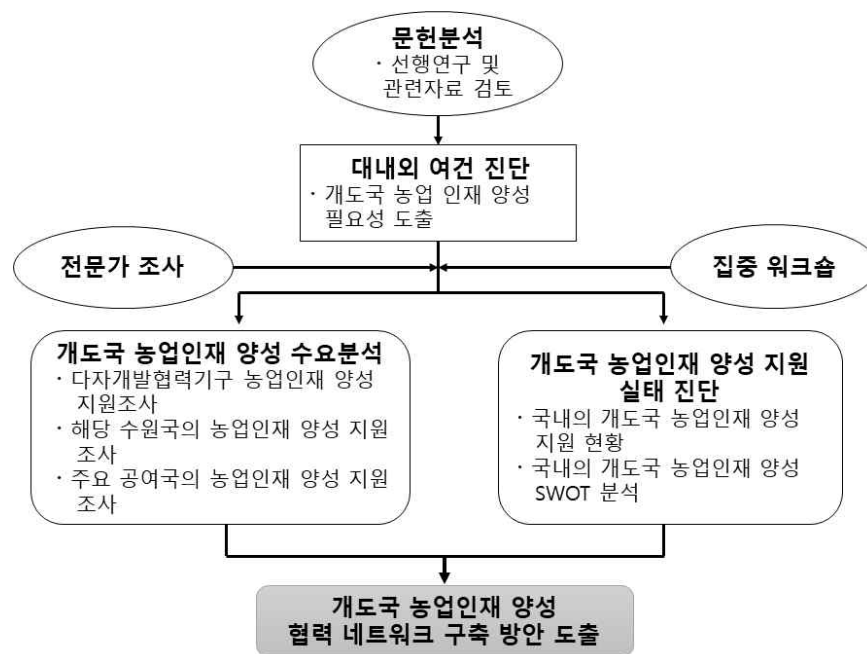 문헌분석
· 선행연구 및
관련자료 검토
대내외 여건 진단
· 개도국 농업 인재 양성
필요성 도출
전문가 조사
집중 워크숍
개도국 농업인재 양성 수요분석
· 다자개발협력기구 농업인재 양성
지원조사
· 해당 수원국의 농업인재 양성 지원
조사
· 주요 공여국의 농업인재 양성 지원
조사
개도국 농업인재 양성 지원
실태 진단
· 국내의 개도국 농업인재 양성
지원 현황
· 국내의 개도국 농업인재 양성
SWOT 분석
개도국 농업인재 양성
협력 네트워크 구축 방안 도출